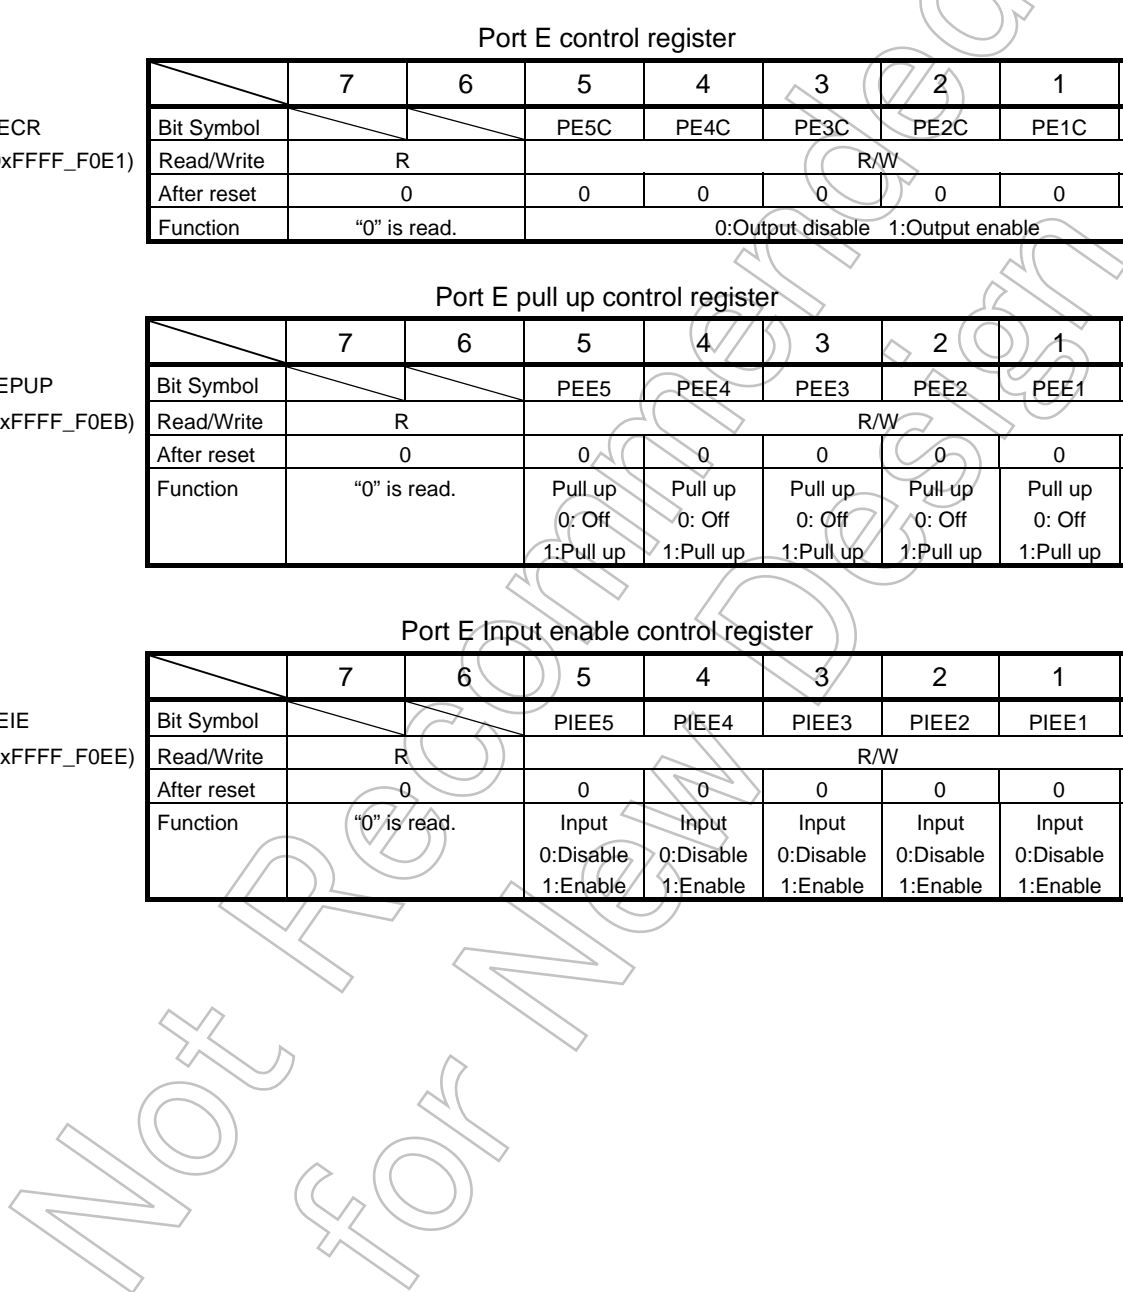 Port E control register
7 6 5 4 3 2 1
ECR Bit Symbol PE5C PE4C PE3C PE2C PE1C
xFFFF_F0E1) Read/Write R R/W
After reset 0 0 0 0 0 0
Function “0” is read. 0:Output disable 1:Output enable
Port E pull up control register
7 6 5 4 3 2 1
EPUP Bit Symbol PEE5 PEE4 PEE3 PEE2 PEE1
xFFFF_F0EB) Read/Write R R/W
After reset 0 0 0 0 0 0
Function “0” is read. Pull up Pull up Pull up Pull up Pull up
0: Off 0: Off 0: Off 0: Off 0: Off
1:Pull up 1:Pull up 1:Pull up 1:Pull up 1:Pull up
Port E Input enable control register
7 6 5 4 3 2 1
EIE Bit Symbol PIEE5 PIEE4 PIEE3 PIEE2 PIEE1
xFFFF_F0EE) Read/Write R R/W
After reset 0 0 0 0 0 0
Function “0” is read. Input Input Input Input Input
0:Disable 0:Disable 0:Disable 0:Disable 0:Disable
1:Enable 1:Enable 1:Enable 1:Enable 1:Enable
Not Recommended
for New Design